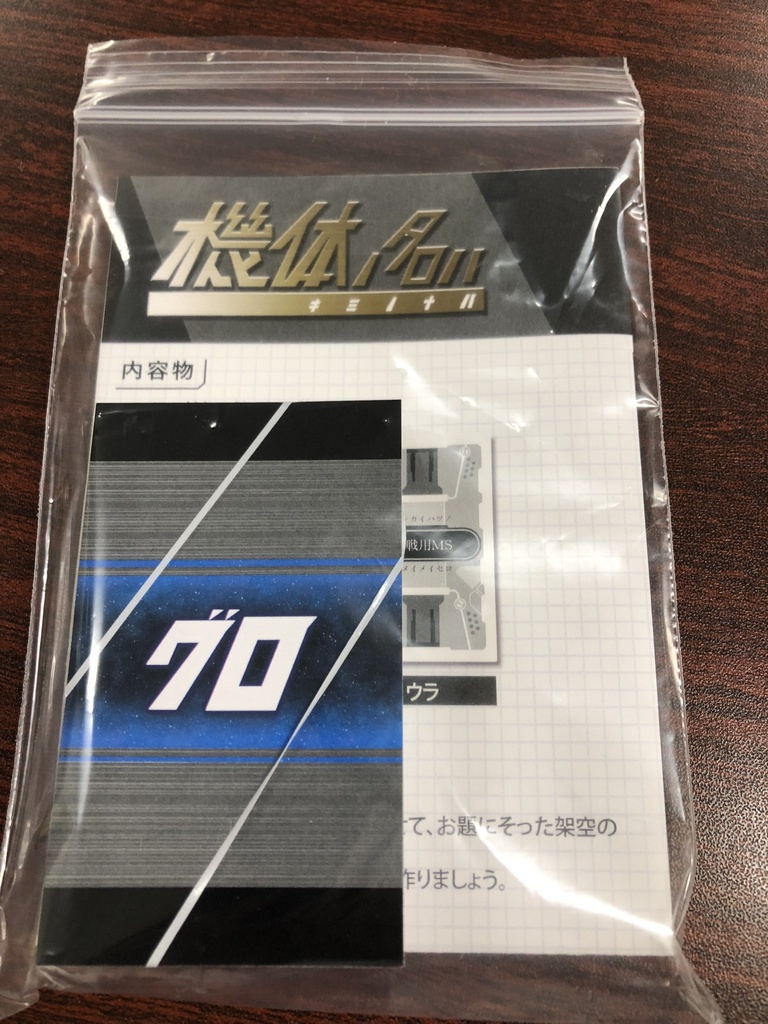 機体ノ名ハ
キミノナハ
内容物
カイハツノ
戦用MS
メイメイセヨ
グロ
ウラ
て、お題にそった架空の
作りましょう。